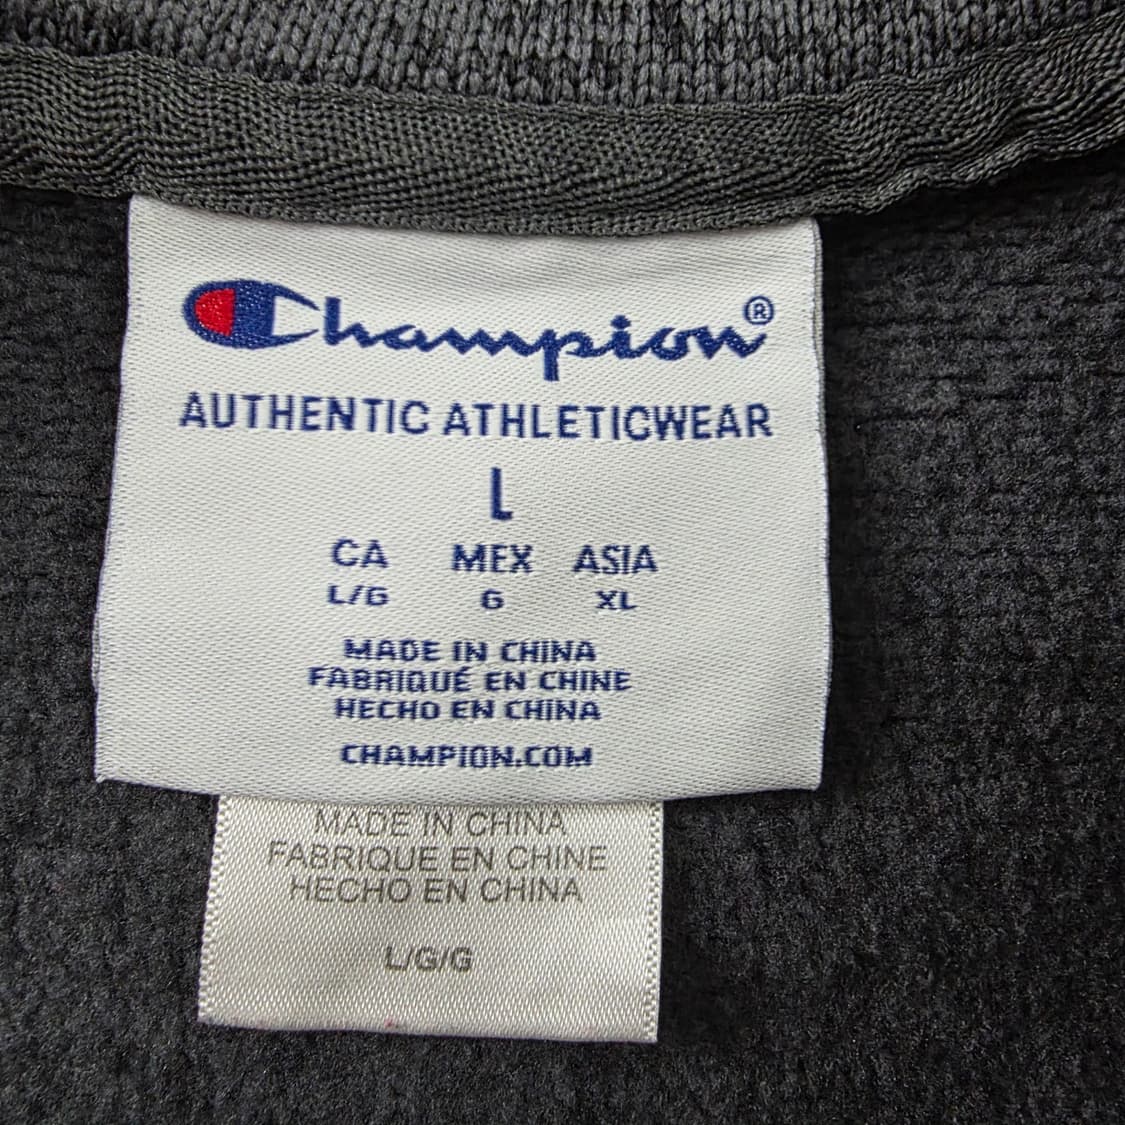 Champion®
AUTHENTIC ATHLETICWEAR
L
CA MEX ASIA
L/G G XL
MADE IN CHINA
FABRIQUÉ EN CHINE
HECHO EN CHINA
CHAMPION.COM
MADE IN CHINA
FABRIQUE EN CHINE
HECHO EN CHINA
L/G/G